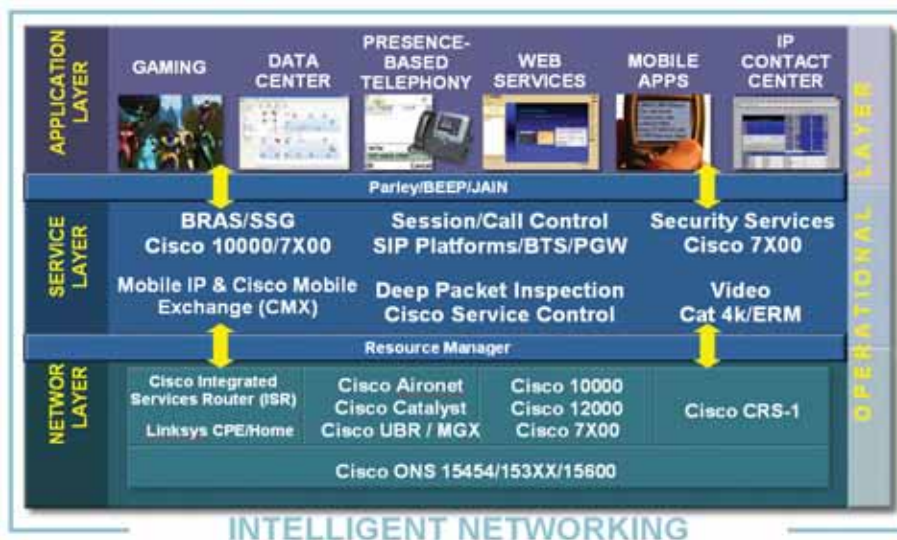 APPLICATION
LAYER
GAMING
DATA
CENTER
PRESENCE-
BASED
TELEPHONY
WEB
SERVICES
MOBILE
APPS
IP
CONTACT
CENTER
Parley/BEEP/JAIN
SERVICE
LAYER
BRAS/SSG
Cisco 10000/7X00
Session/Call Control
SIP Platforms/BTS/PGW
Security Services
Cisco 7X00
Mobile IP & Cisco Mobile
Exchange (CMX)
Deep Packet Inspection
Cisco Service Control
Video
Cat 4k/ERM
Resource Manager
NETWOR
LAYER
Cisco Integrated
Services Router (ISR)
Linksys CPE/Home
Cisco Aironet
Cisco Catalyst
Cisco UBR / MGX
Cisco 10000
Cisco 12000
Cisco 7X00
Cisco CRS-1
Cisco ONS 15454/153XX/15600
OPERATIONAL LAYER
INTELLIGENT NETWORKING